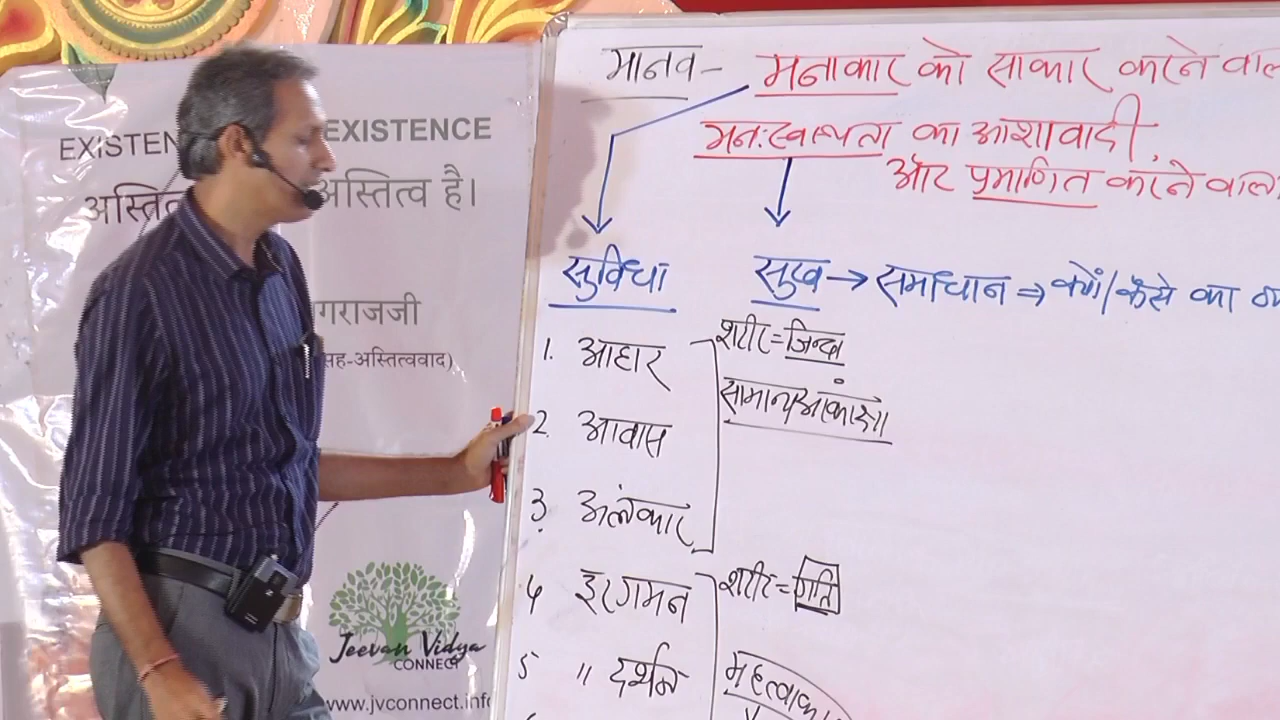 EXISTEN EXISTENCE
अस्तित्व है।
गराजजी
सह-अस्तित्ववाद)
Jeevan Vidya
CONNECT
www.jvconnect.info
मानव - मनाकार को साकार करने वाल
मनःस्वस्थता का आशावादी
और प्रमाणित करने वाल
सुविधा सुख → समाधान ⇒ क्यों/कैसे का
1. आहार शरीर = जिन्दा
सामान्य आकांक्षा
2. आवास
3. अलंकार
4 दूरगमन शरीर = गति
5 " दर्शन
महत्वाका